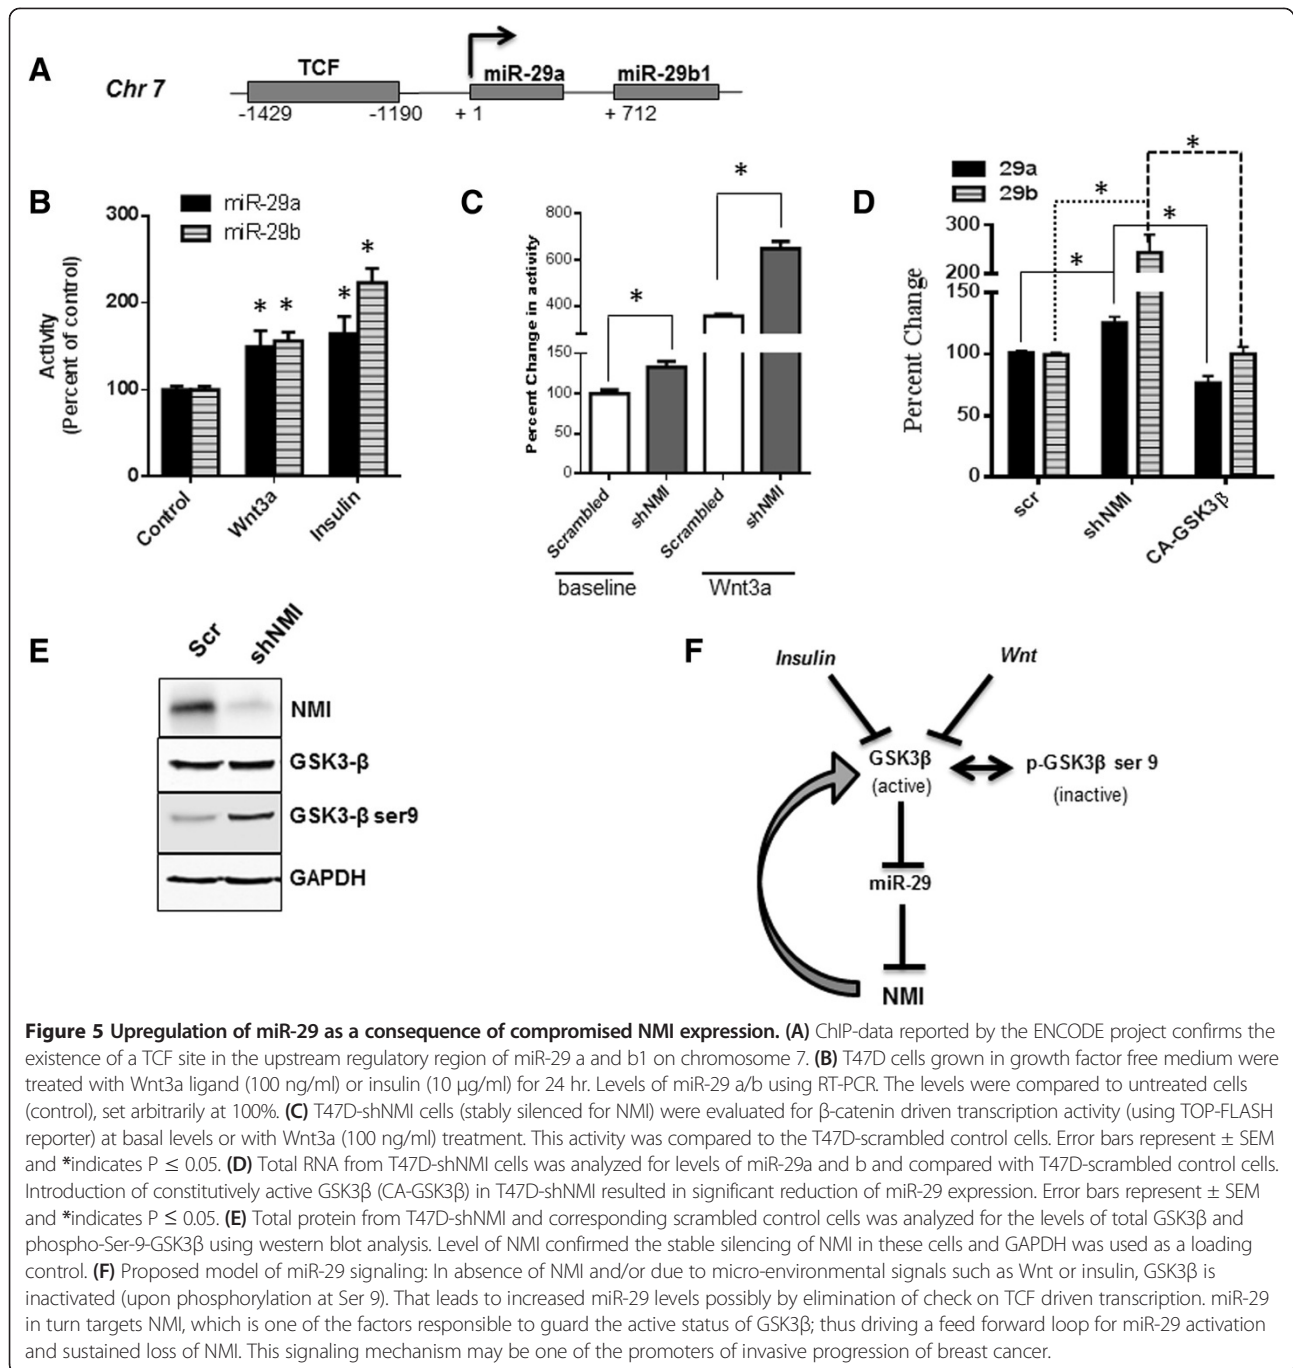 A
Chr 7
TCF
miR-29a
miR-29b1
-1429
-1190
+ 1
+ 712
B
miR-29a
miR-29b
Activity
(Percent of control)
300
200
100
0
Control
Wnt3a
Insulin
* * * *
C
Percent Change in activity
800
600
400
150
100
50
0
*
*
Scrambled
shNMI
Scrambled
shNMI
baseline
Wnt3a
D
29a
29b
Percent Change
300
200
150
100
50
0
*
*
*
*
scr
shNMI
CA-GSK3β
E
Scr
shNMI
NMI
GSK3-β
GSK3-β ser9
GAPDH
F
Insulin
Wnt
GSK3β
(active)
p-GSK3β ser 9
(inactive)
miR-29
NMI
Figure 5 Upregulation of miR-29 as a consequence of compromised NMI expression. (A) ChIP-data reported by the ENCODE project confirms the
existence of a TCF site in the upstream regulatory region of miR-29 a and b1 on chromosome 7. (B) T47D cells grown in growth factor free medium were
treated with Wnt3a ligand (100 ng/ml) or insulin (10 μg/ml) for 24 hr. Levels of miR-29 a/b using RT-PCR. The levels were compared to untreated cells
(control), set arbitrarily at 100%. (C) T47D-shNMI cells (stably silenced for NMI) were evaluated for β-catenin driven transcription activity (using TOP-FLASH
reporter) at basal levels or with Wnt3a (100 ng/ml) treatment. This activity was compared to the T47D-scrambled control cells. Error bars represent ± SEM
and *indicates P ≤ 0.05. (D) Total RNA from T47D-shNMI cells was analyzed for levels of miR-29a and b and compared with T47D-scrambled control cells.
Introduction of constitutively active GSK3β (CA-GSK3β) in T47D-shNMI resulted in significant reduction of miR-29 expression. Error bars represent ± SEM
and *indicates P ≤ 0.05. (E) Total protein from T47D-shNMI and corresponding scrambled control cells was analyzed for the levels of total GSK3β and
phospho-Ser-9-GSK3β using western blot analysis. Level of NMI confirmed the stable silencing of NMI in these cells and GAPDH was used as a loading
control. (F) Proposed model of miR-29 signaling: In absence of NMI and/or due to micro-environmental signals such as Wnt or insulin, GSK3β is
inactivated (upon phosphorylation at Ser 9). That leads to increased miR-29 levels possibly by elimination of check on TCF driven transcription. miR-29
in turn targets NMI, which is one of the factors responsible to guard the active status of GSK3β; thus driving a feed forward loop for miR-29 activation
and sustained loss of NMI. This signaling mechanism may be one of the promoters of invasive progression of breast cancer.